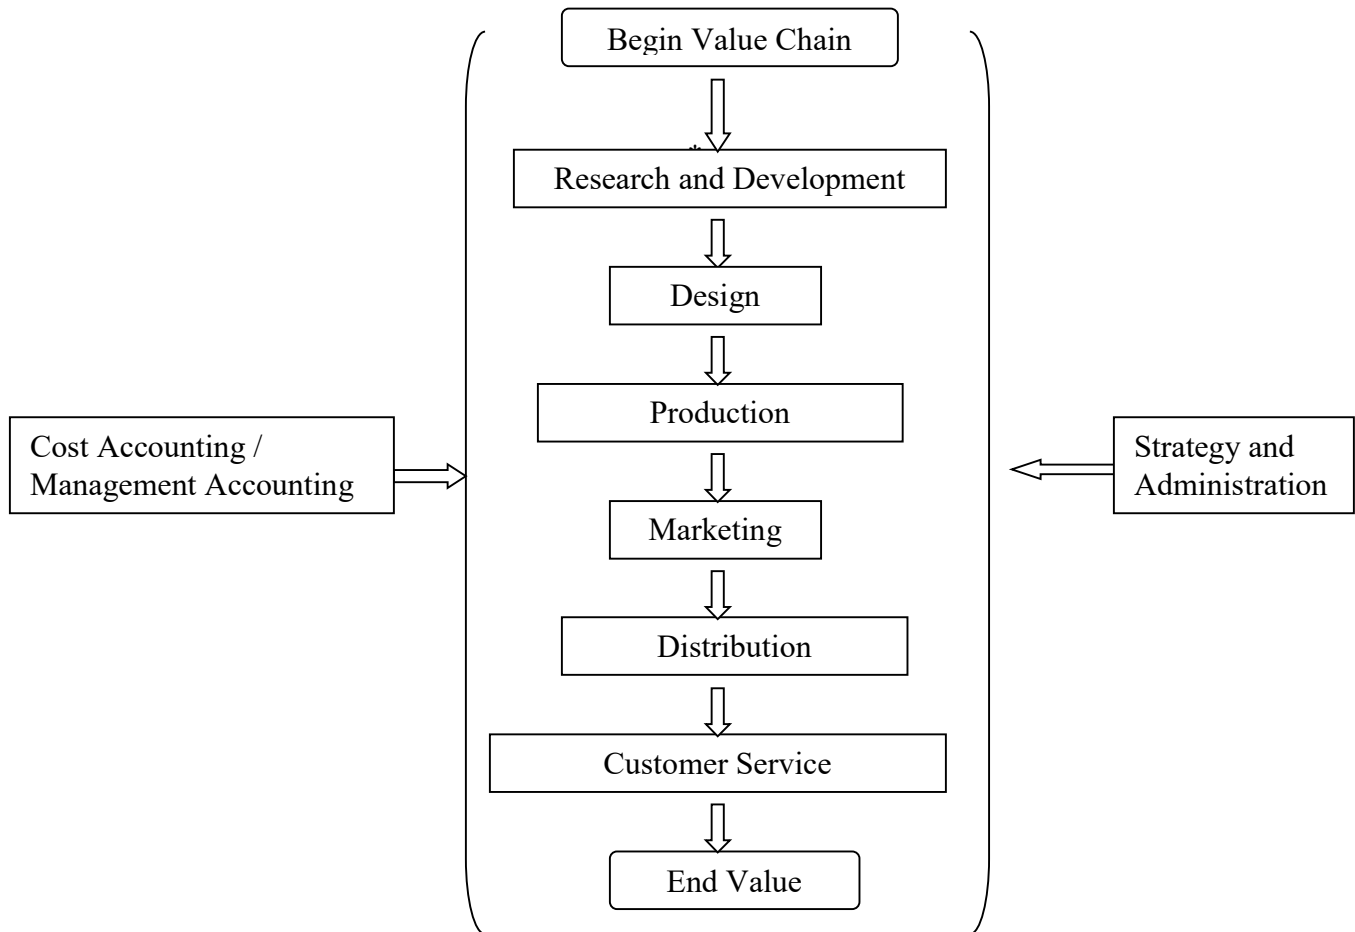 Begin Value Chain
*
Research and Development
Design
Production
Cost Accounting /
Management Accounting
Strategy and
Administration
Marketing
Distribution
Customer Service
End Value